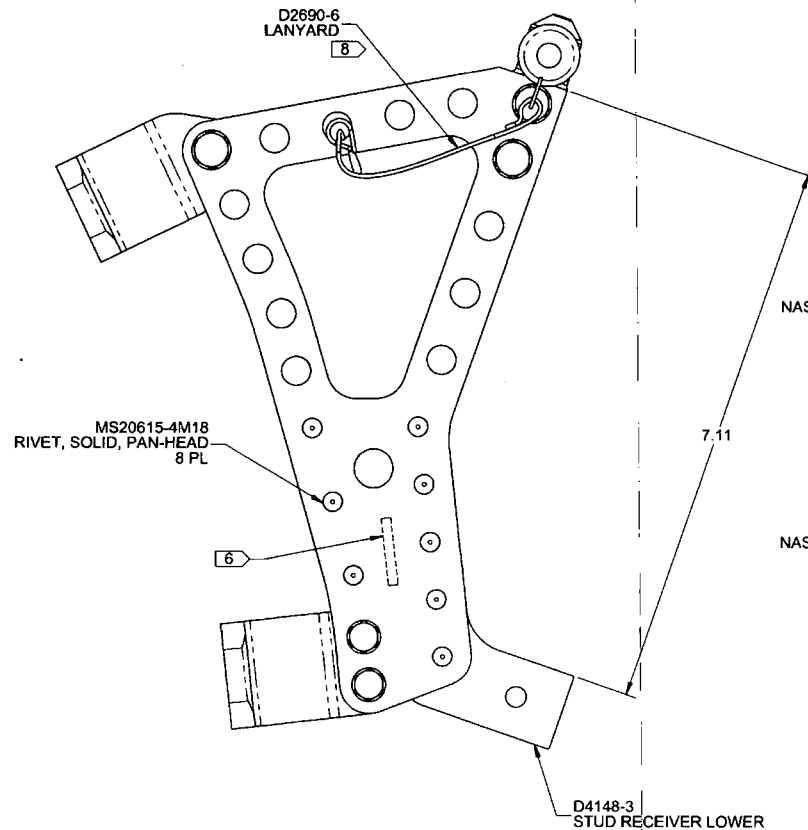 D2690-6
LANYARD
8
NAS
MS20615-4M18
RIVET, SOLID, PAN-HEAD
8 PL
7.11
6
NAS
D4148-3
STUD RECEIVER LOWER